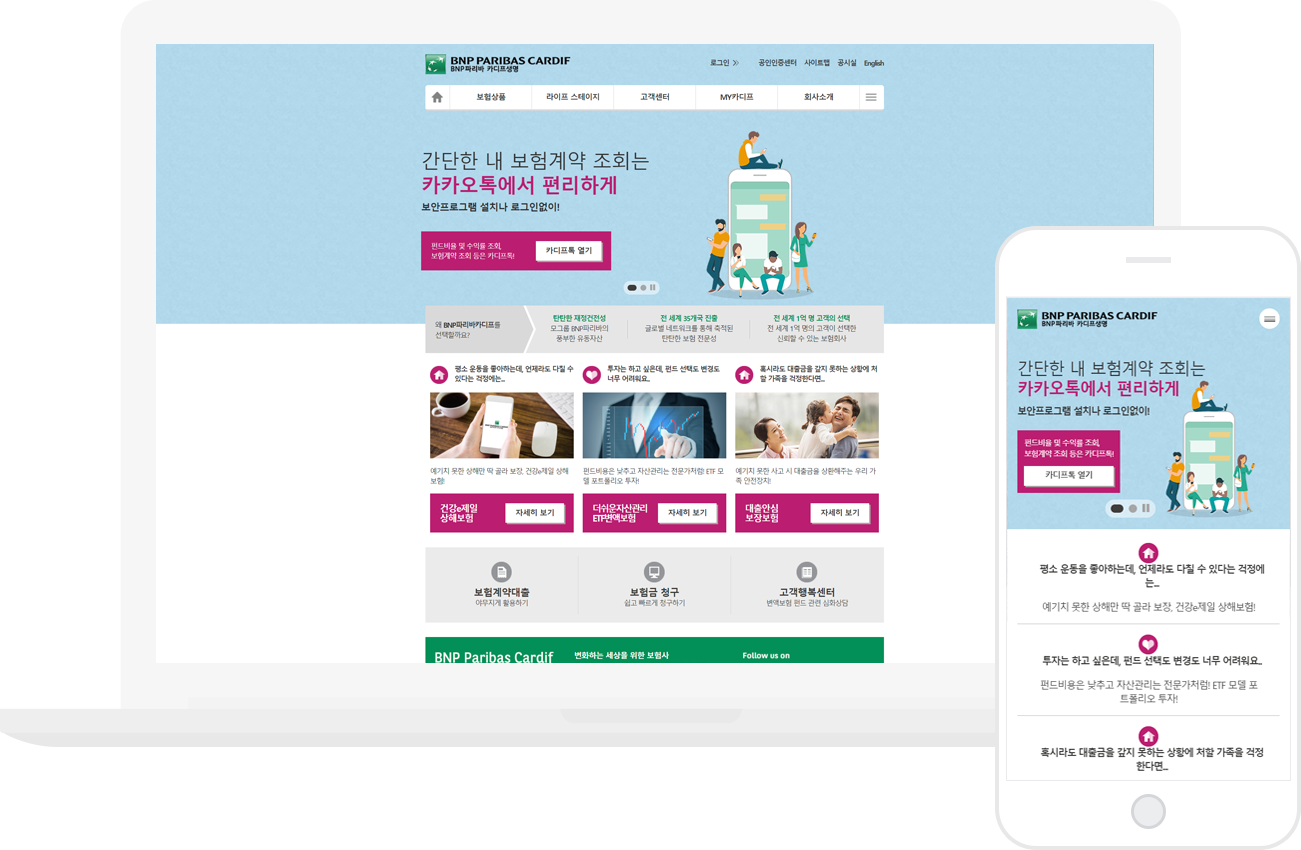 BNP PARIBAS CARDIF
BNP파리바 카디프생명
로그인
공인인증센터 사이트맵 공시실 English
보험상품 라이프 스테이지 고객센터 MY카디프 회사소개
간단한 내 보험계약 조회는
카카오톡에서 편리하게
보안프로그램 설치나 로그인없이!
펀드비율 및 수익률 조회,
보험계약 조회 등은 카디프톡!
카디프톡 열기
왜 BNP파리바카디프를
선택할까요?
탄탄한 재정건전성
모그룹 BNP파리바의
풍부한 유동자산
전 세계 35개국 진출
글로벌 네트워크를 통해 축적된
탄탄한 보험 전문성
전 세계 1억 명 고객의 선택
전 세계 1억 명의 고객이 선택한
신뢰할 수 있는 보험회사
평소 운동을 좋아하는데, 언제라도 다칠 수
있다는 걱정에는...
투자는 하고 싶은데, 펀드 선택도 변경도
너무 어려워요..
혹시라도 대출금을 갚지 못하는 상황에 처
할 가족을 걱정한다면...
예기치 못한 상해만 딱 골라 보장, 건강e제일 상해
보험!
펀드비용은 낮추고 자산관리는 전문가처럼! ETF 모
델 포트폴리오 투자!
예기치 못한 사고 시 대출금을 상환해주는 우리 가
족 안전장치!
건강e제일
상해보험
자세히 보기
더쉬운자산관리
ETF변액보험
자세히 보기
대출안심
보장보험
자세히 보기
보험계약대출
야무지게 활용하기
보험금 청구
쉽고 빠르게 청구하기
고객행복센터
변액보험 펀드 관련 심화상담
BNP Paribas Cardif
변화하는 세상을 위한 보험사
Follow us on
BNP PARIBAS CARDIF
BNP파리바 카디프생명
간단한 내 보험계약 조회는
카카오톡에서 편리하게
보안프로그램 설치나 로그인없이!
펀드비율 및 수익률 조회,
보험계약 조회 등은 카디프톡!
카디프톡 열기
평소 운동을 좋아하는데, 언제라도 다칠 수 있다는 걱정에
는...
예기치 못한 상해만 딱 골라 보장, 건강e제일 상해보험!
투자는 하고 싶은데, 펀드 선택도 변경도 너무 어려워요..
펀드비용은 낮추고 자산관리는 전문가처럼! ETF 모델 포
트폴리오 투자!
혹시라도 대출금을 갚지 못하는 상황에 처할 가족을 걱정
한다면...